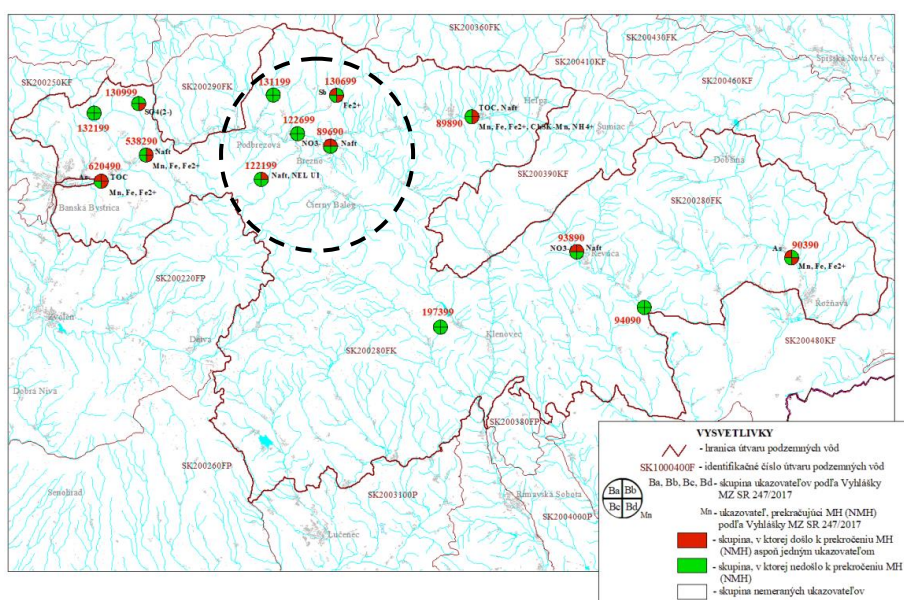 SK200360KF
SK200430KF
SK200410KF
Spišská Nová Ves
SK200250KF
SK200290FK
SK200460KF
130999
SO4(2-)
132199
131199
130699
Sb
Fe2+
TOC, Naft
Heľpa
89890
Mn, Fe, Fe2+, ChSK-Mn, NH4+
Šumiac
122699
89690
Podbrezová
NO3-
Naft
Brezno
538290
Naft
Mn, Fe, Fe2+
620490
TOC
Mn, Fe, Fe2+
Banská Bystrica
122199
Naft, NEL UI
Čierny Balog
Dobšiná
SK200390KF
SK200280FK
93890
NO3-
Naft
Revúca
90390
As
Mn, Fe, Fe2+
Rožňava
SK200220FP
Zvolen
Detva
197399
Klenovec
94090
SK200280FK
SK200480KF
Dobrá Niva
SK200380FP
SK200260FP
Senohrad
SK2003100P
Lučenec
Rimavská Sobota
SK2004000P
VYSVETLIVKY
- hranica útvaru podzemných vôd
SK1000400F - identifikačné číslo útvaru podzemných vôd
Ba, Bb, Bc, Bd - skupina ukazovateľov podľa Vyhlášky
MZ SR 247/2017
Ba Bb
Bc Bd
Mn
Mn - ukazovateľ, prekračujúci MH (NMH)
podľa Vyhlášky MZ SR 247/2017
- skupina, v ktorej došlo k prekročeniu MH
(NMH) aspoň jedným ukazovateľom
- skupina, v ktorej nedošlo k prekročeniu MH
(NMH)
- skupina nemeraných ukazovateľov